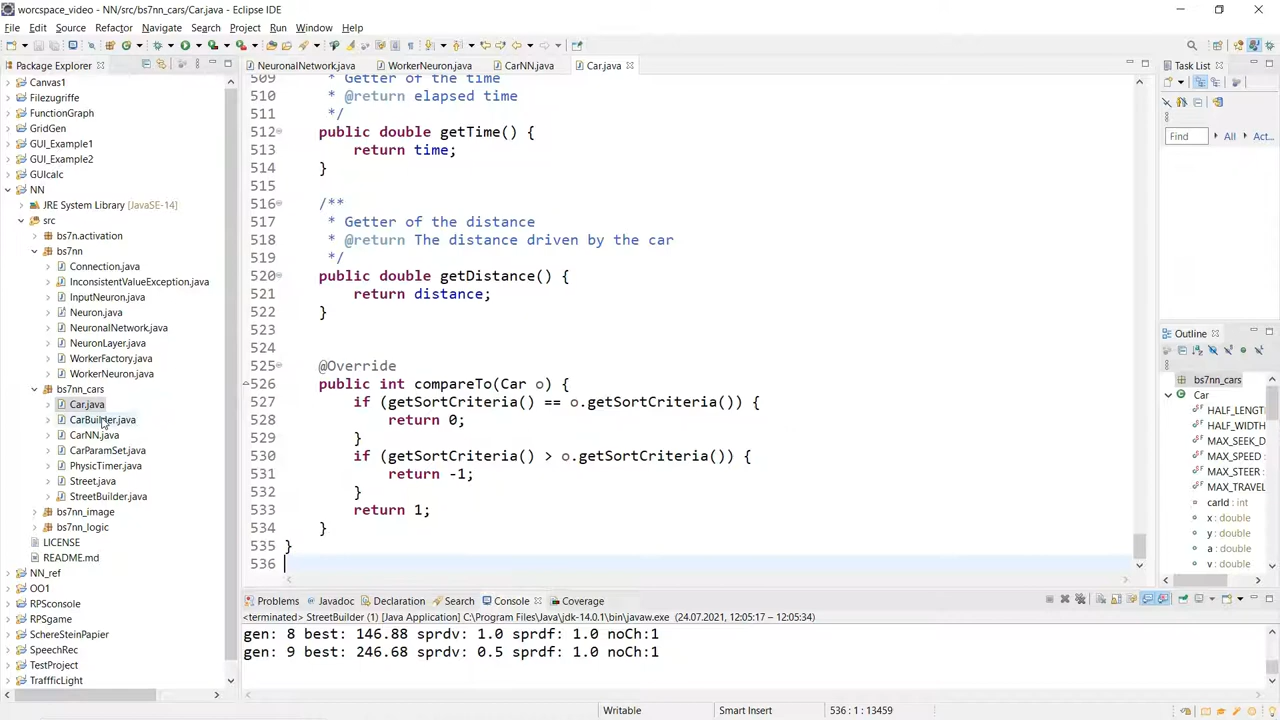 worcspace_video - NN/src/bs7nn_cars/Car.java - Eclipse IDE
File Edit Source Refactor Navigate Search Project Run Window Help
Package Explorer
Canvas1
Filezugriffe
FunctionGraph
GridGen
GUI_Example1
GUI_Example2
GUIcalc
NN
JRE System Library [JavaSE-14]
src
bs7n.activation
bs7nn
Connection.java
InconsistentValueException.java
InputNeuron.java
Neuron.java
NeuronalNetwork.java
NeuronLayer.java
WorkerFactory.java
WorkerNeuron.java
bs7nn_cars
Car.java
CarBuilder.java
CarNN.java
CarParamSet.java
PhysicTimer.java
Street.java
StreetBuilder.java
bs7nn_image
bs7nn_logic
LICENSE
README.md
NN_ref
OO1
RPSconsole
RPSgame
SchereSteinPapier
SpeechRec
TestProject
TraffficLight
NeuronalNetwork.java WorkerNeuron.java CarNN.java Car.java
509 * Getter of the time
510 * @return elapsed time
511 */
512 public double getTime() {
513 return time;
514 }
515
516 /**
517 * Getter of the distance
518 * @return The distance driven by the car
519 */
520 public double getDistance() {
521 return distance;
522 }
523
524
525 @Override
526 public int compareTo(Car o) {
527 if (getSortCriteria() == o.getSortCriteria()) {
528 return 0;
529 }
530 if (getSortCriteria() > o.getSortCriteria()) {
531 return -1;
532 }
533 return 1;
534 }
535 }
536
Problems Javadoc Declaration Search Console Coverage
<terminated> StreetBuilder (1) [Java Application] C:\Program Files\Java\jdk-14.0.1\bin\javaw.exe (24.07.2021, 12:05:17 – 12:05:34)
gen: 8 best: 146.88 sprdv: 1.0 sprdf: 1.0 noCh:1
gen: 9 best: 246.68 sprdv: 0.5 sprdf: 1.0 noCh:1
Task List
Find All Act...
Outline
bs7nn_cars
Car
HALF_LENGT
HALF_WIDTH
MAX_SEEK_D
MAX_SPEED
MAX_STEER
MAX_TRAVEL
carId : int
x : double
y : double
a : double
v : double
Writable Smart Insert 536 : 1 : 13459